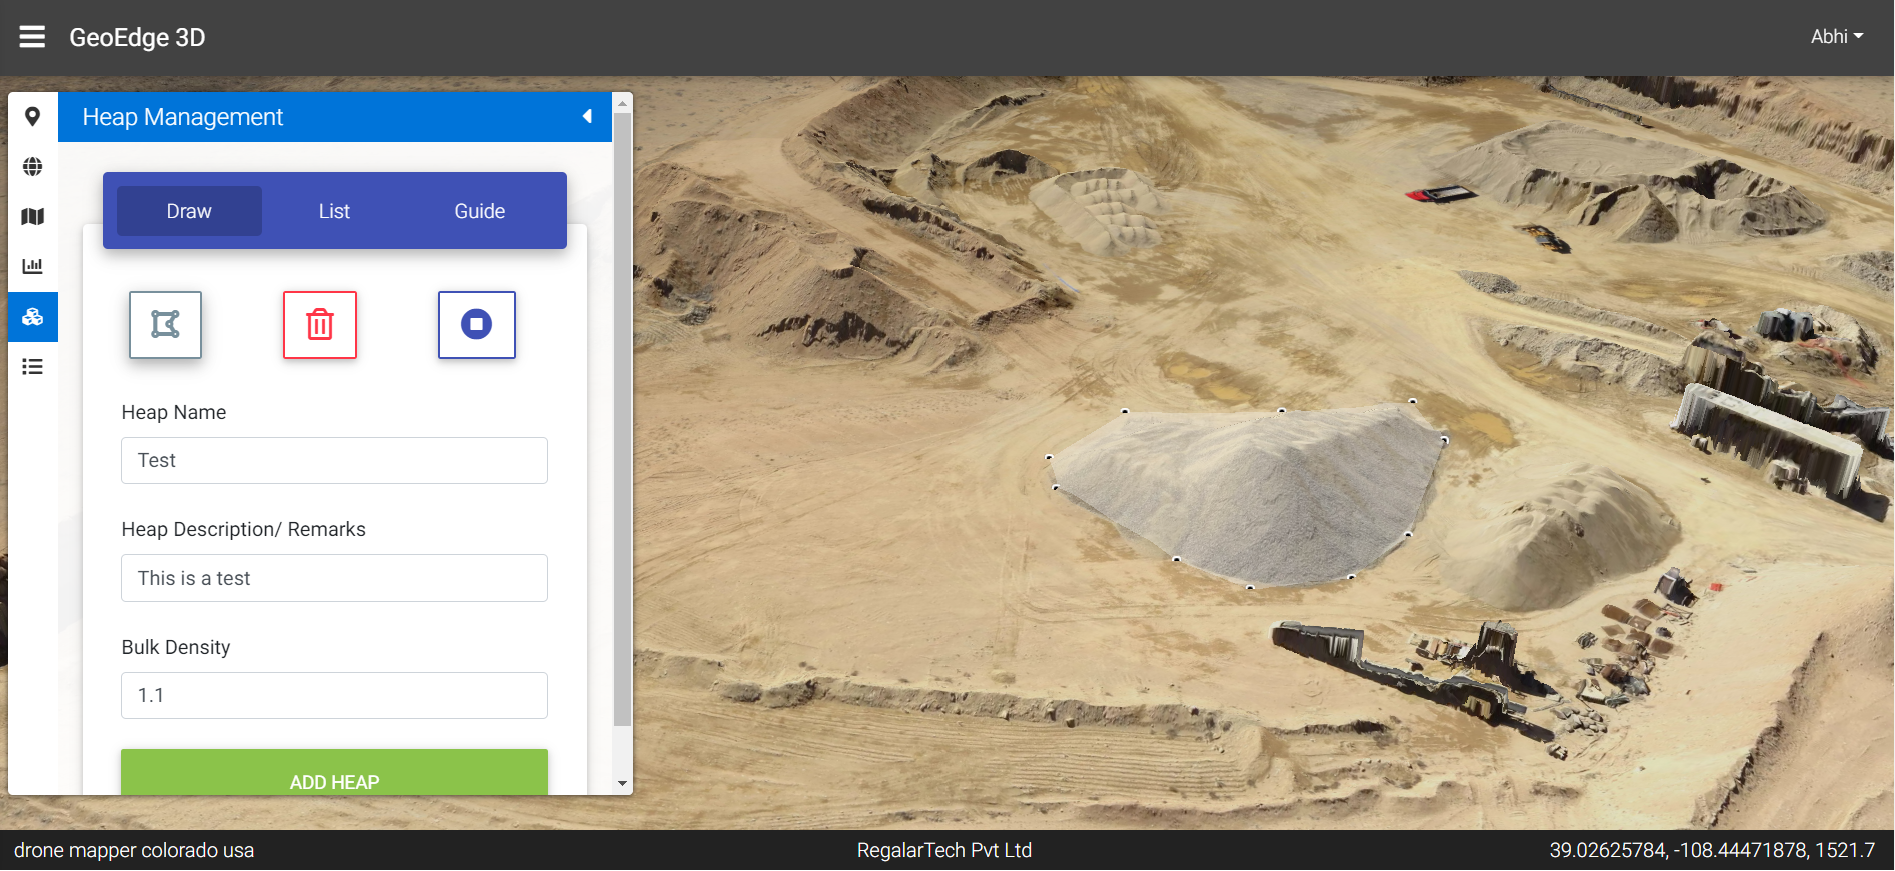 GeoEdge 3D
Abhi
Heap Management
Draw
List
Guide
Heap Name
Test
Heap Description/ Remarks
This is a test
Bulk Density
1.1
ADD HEAP
drone mapper colorado usa
RegalarTech Pvt Ltd
39.02625784, -108.44471878, 1521.7